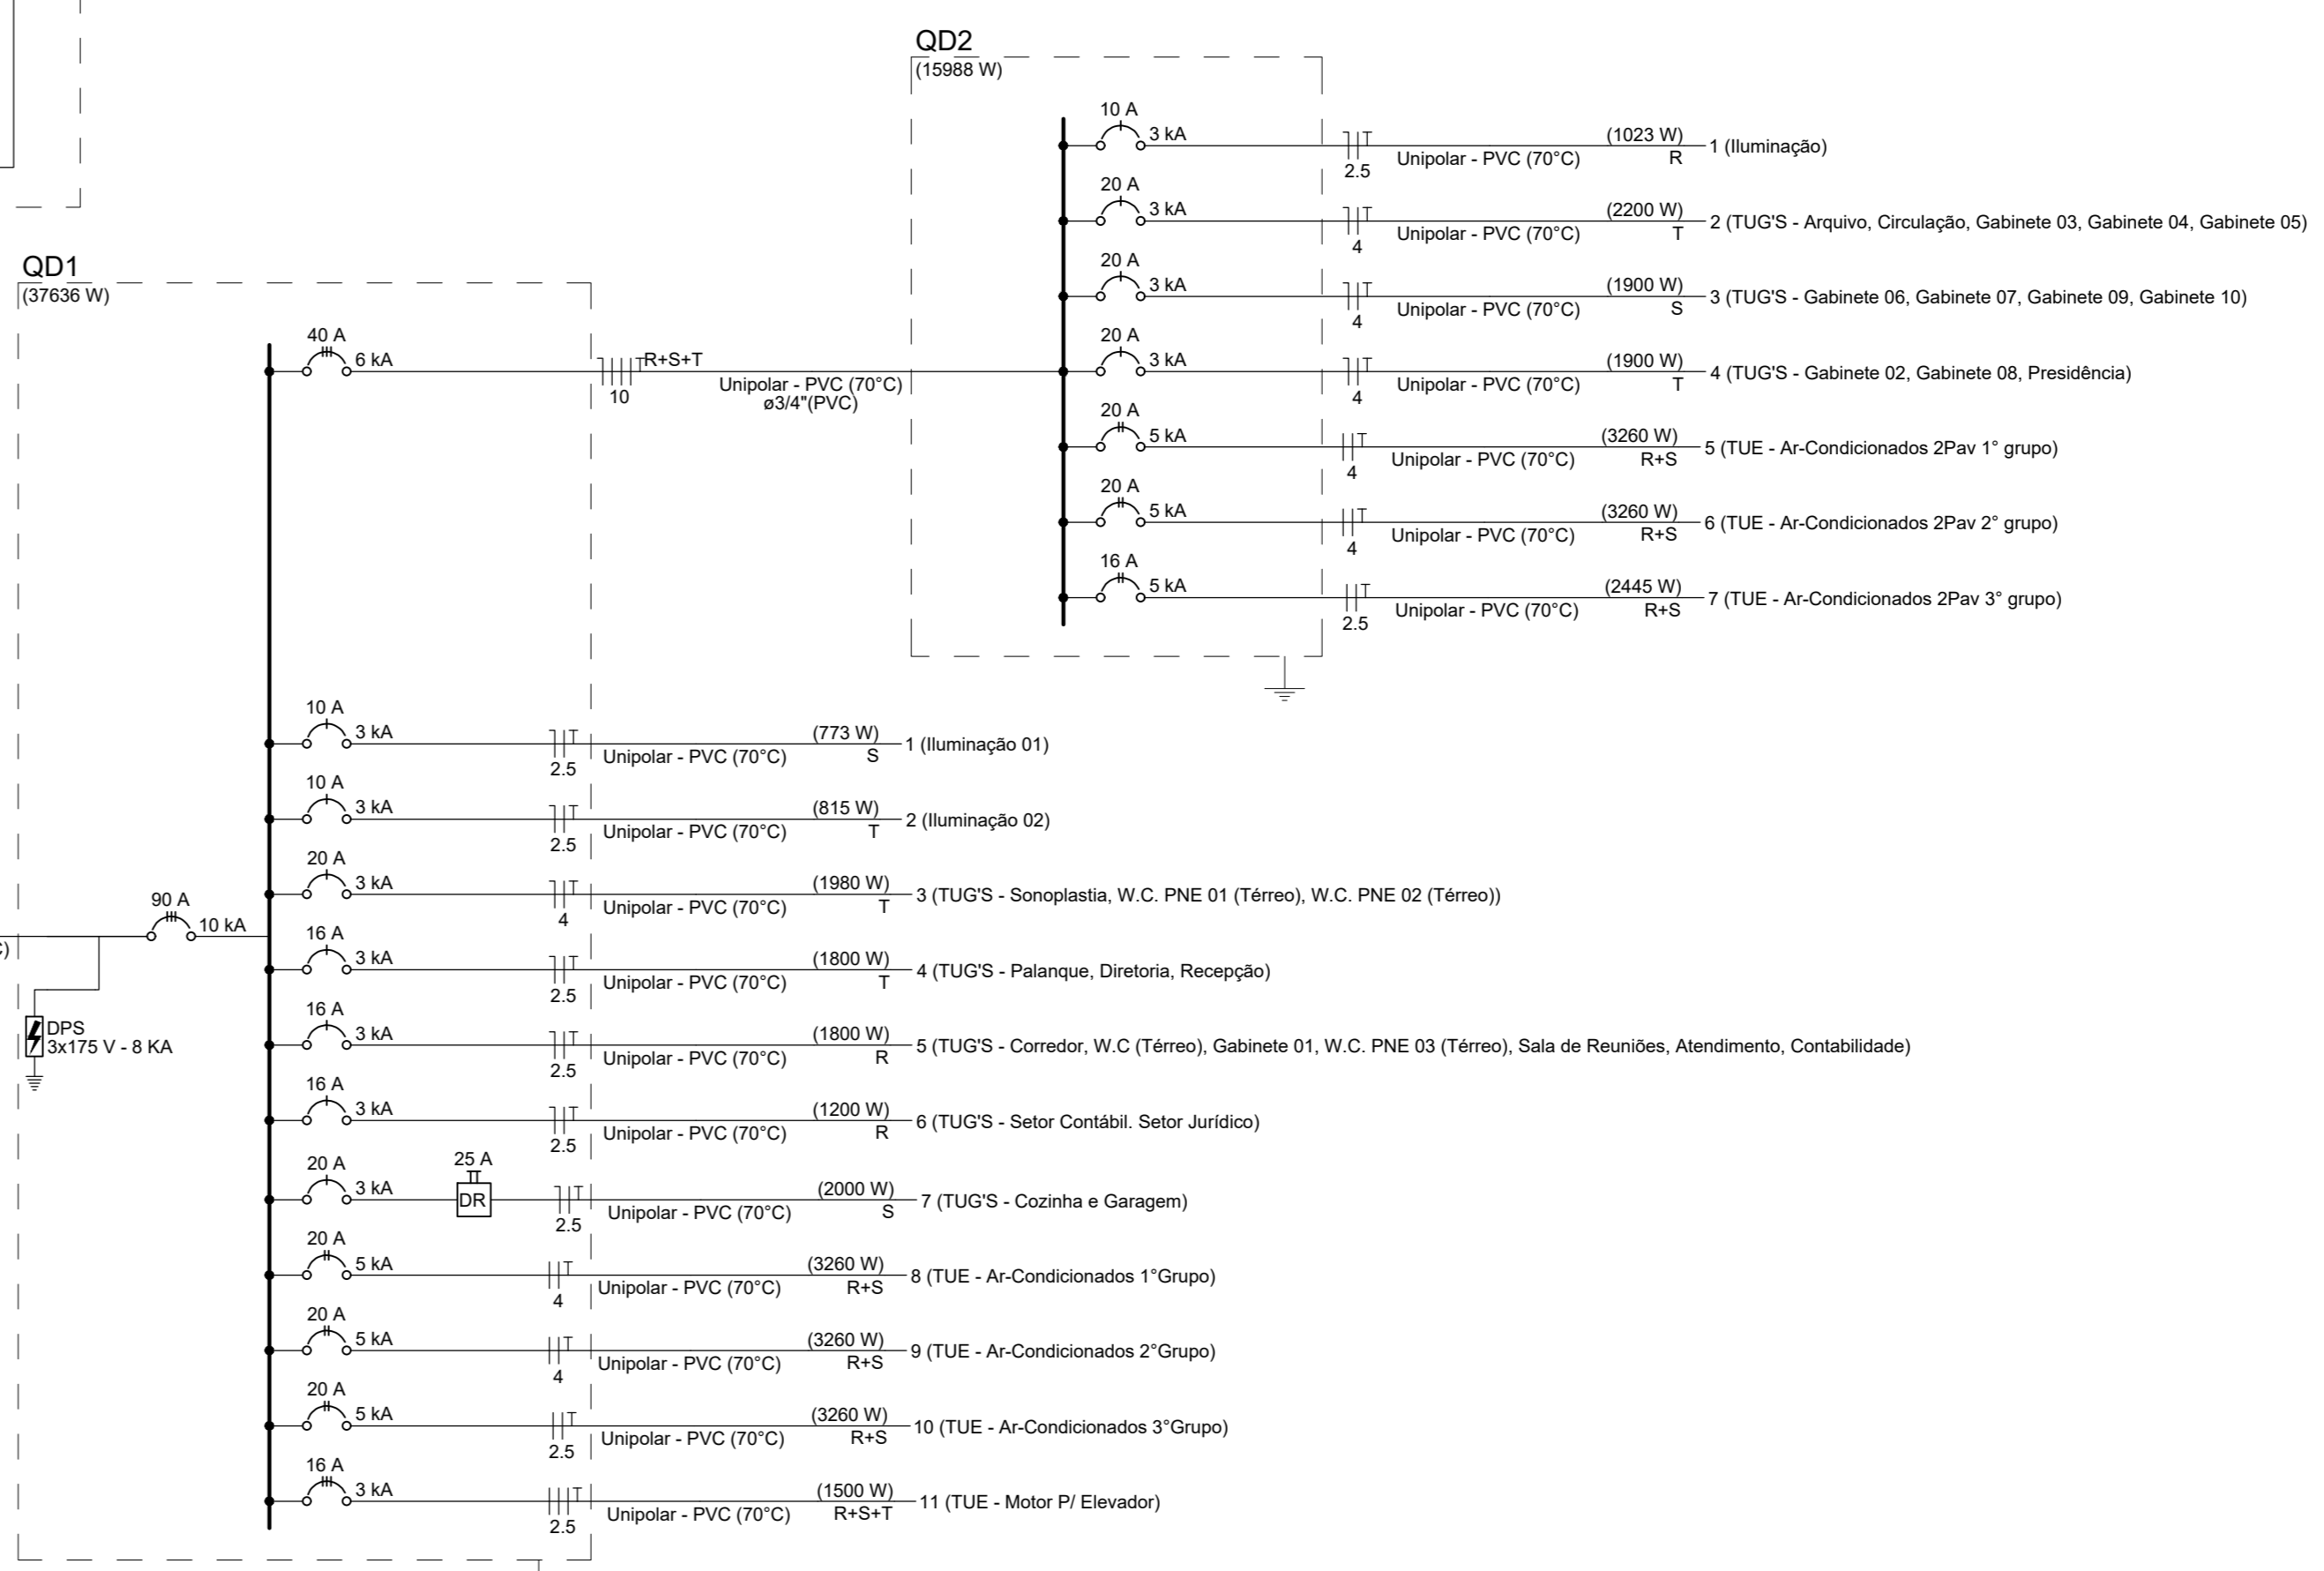 QD2
(15988 W)
10 A
3 kA
2.5
T
Unipolar - PVC (70°C)
(1023 W)
R
1 (Iluminação)
20 A
3 kA
4
T
Unipolar - PVC (70°C)
(2200 W)
T
2 (TUG'S - Arquivo, Circulação, Gabinete 03, Gabinete 04, Gabinete 05)
20 A
3 kA
4
T
Unipolar - PVC (70°C)
(1900 W)
S
3 (TUG'S - Gabinete 06, Gabinete 07, Gabinete 09, Gabinete 10)
20 A
3 kA
4
T
Unipolar - PVC (70°C)
(1900 W)
T
4 (TUG'S - Gabinete 02, Gabinete 08, Presidência)
20 A
5 kA
4
T
Unipolar - PVC (70°C)
(3260 W)
R+S
5 (TUE - Ar-Condicionados 2Pav 1° grupo)
20 A
5 kA
4
T
Unipolar - PVC (70°C)
(3260 W)
R+S
6 (TUE - Ar-Condicionados 2Pav 2° grupo)
16 A
5 kA
2.5
T
Unipolar - PVC (70°C)
(2445 W)
R+S
7 (TUE - Ar-Condicionados 2Pav 3° grupo)
QD1
(37636 W)
40 A
6 kA
10
T
R+S+T
Unipolar - PVC (70°C)
ø3/4"(PVC)
10 A
3 kA
2.5
T
Unipolar - PVC (70°C)
(773 W)
S
1 (Iluminação 01)
10 A
3 kA
2.5
T
Unipolar - PVC (70°C)
(815 W)
T
2 (Iluminação 02)
20 A
3 kA
4
T
Unipolar - PVC (70°C)
(1980 W)
T
3 (TUG'S - Sonoplastia, W.C. PNE 01 (Térreo), W.C. PNE 02 (Térreo))
90 A
10 kA
DPS
3x175 V - 8 KA
16 A
3 kA
2.5
T
Unipolar - PVC (70°C)
(1800 W)
T
4 (TUG'S - Palanque, Diretoria, Recepção)
16 A
3 kA
2.5
T
Unipolar - PVC (70°C)
(1800 W)
R
5 (TUG'S - Corredor, W.C (Térreo), Gabinete 01, W.C. PNE 03 (Térreo), Sala de Reuniões, Atendimento, Contabilidade)
16 A
3 kA
2.5
T
Unipolar - PVC (70°C)
(1200 W)
R
6 (TUG'S - Setor Contábil. Setor Jurídico)
20 A
3 kA
25 A
DR
2.5
T
Unipolar - PVC (70°C)
(2000 W)
S
7 (TUG'S - Cozinha e Garagem)
20 A
5 kA
4
T
Unipolar - PVC (70°C)
(3260 W)
R+S
8 (TUE - Ar-Condicionados 1°Grupo)
20 A
5 kA
4
T
Unipolar - PVC (70°C)
(3260 W)
R+S
9 (TUE - Ar-Condicionados 2°Grupo)
20 A
5 kA
2.5
T
Unipolar - PVC (70°C)
(3260 W)
R+S
10 (TUE - Ar-Condicionados 3°Grupo)
16 A
3 kA
2.5
T
Unipolar - PVC (70°C)
(1500 W)
R+S+T
11 (TUE - Motor P/ Elevador)